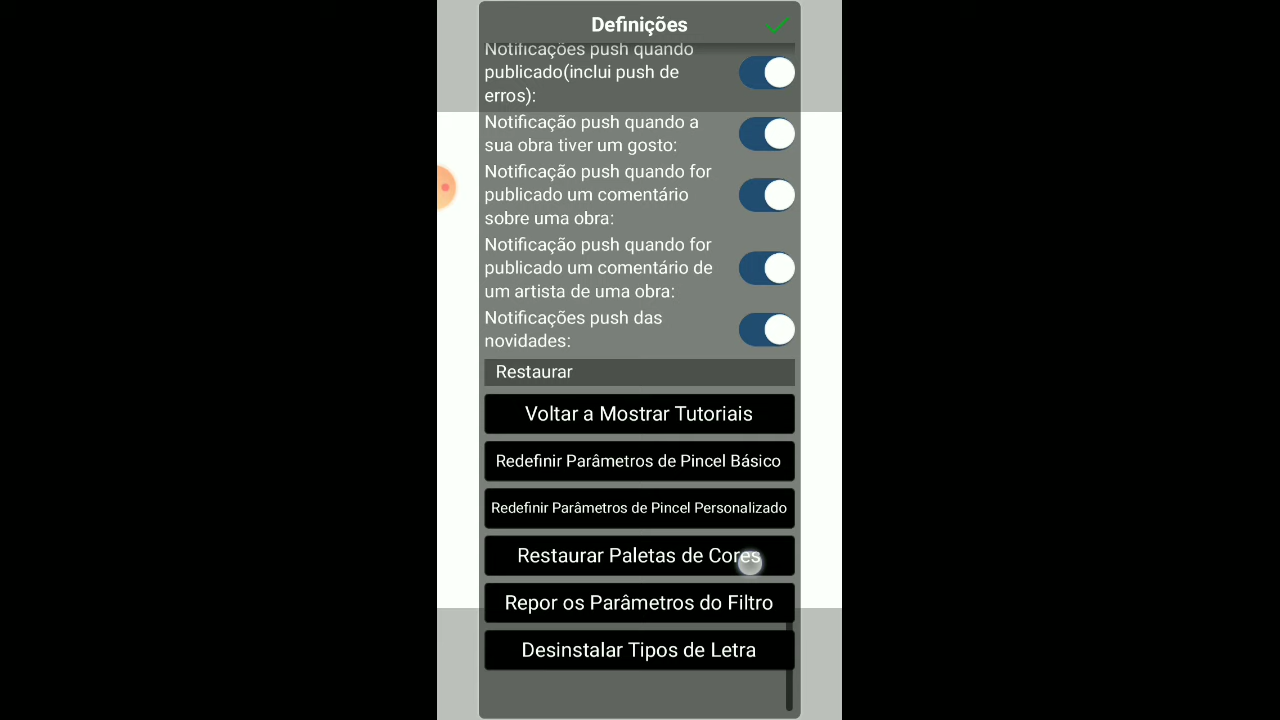 Definições
Notificações push quando
publicado(inclui push de
erros):
Notificação push quando a
sua obra tiver um gosto:
Notificação push quando for
publicado um comentário
sobre uma obra:
Notificação push quando for
publicado um comentário de
um artista de uma obra:
Notificações push das
novidades:
Restaurar
Voltar a Mostrar Tutoriais
Redefinir Parâmetros de Pincel Básico
Redefinir Parâmetros de Pincel Personalizado
Restaurar Paletas de Cores
Repor os Parâmetros do Filtro
Desinstalar Tipos de Letra